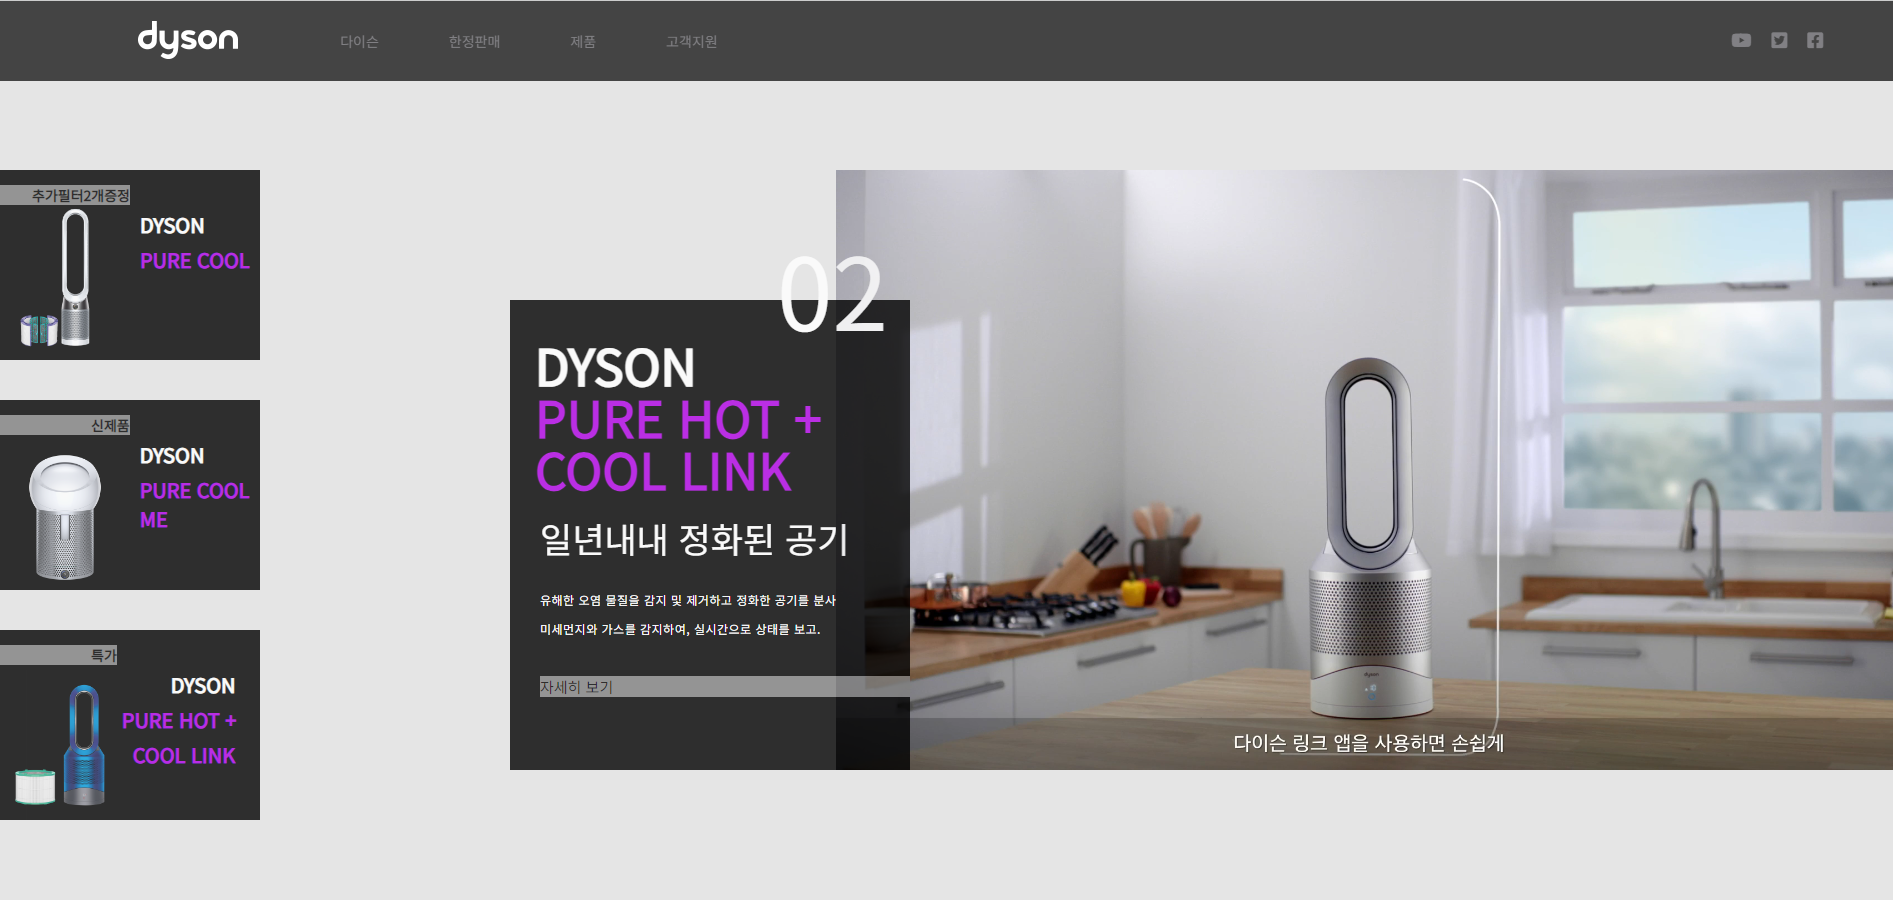 dyson
다이슨
한정판매
제품
고객지원
추가필터2개증정
DYSON
PURE COOL
신제품
DYSON
PURE COOL
ME
특가
DYSON
PURE HOT +
COOL LINK
02
DYSON
PURE HOT +
COOL LINK
일년내내 정화된 공기
유해한 오염 물질을 감지 및 제거하고 정화한 공기를 분사
미세먼지와 가스를 감지하여, 실시간으로 상태를 보고.
자세히 보기
dyson
다이슨 링크 앱을 사용하면 손쉽게